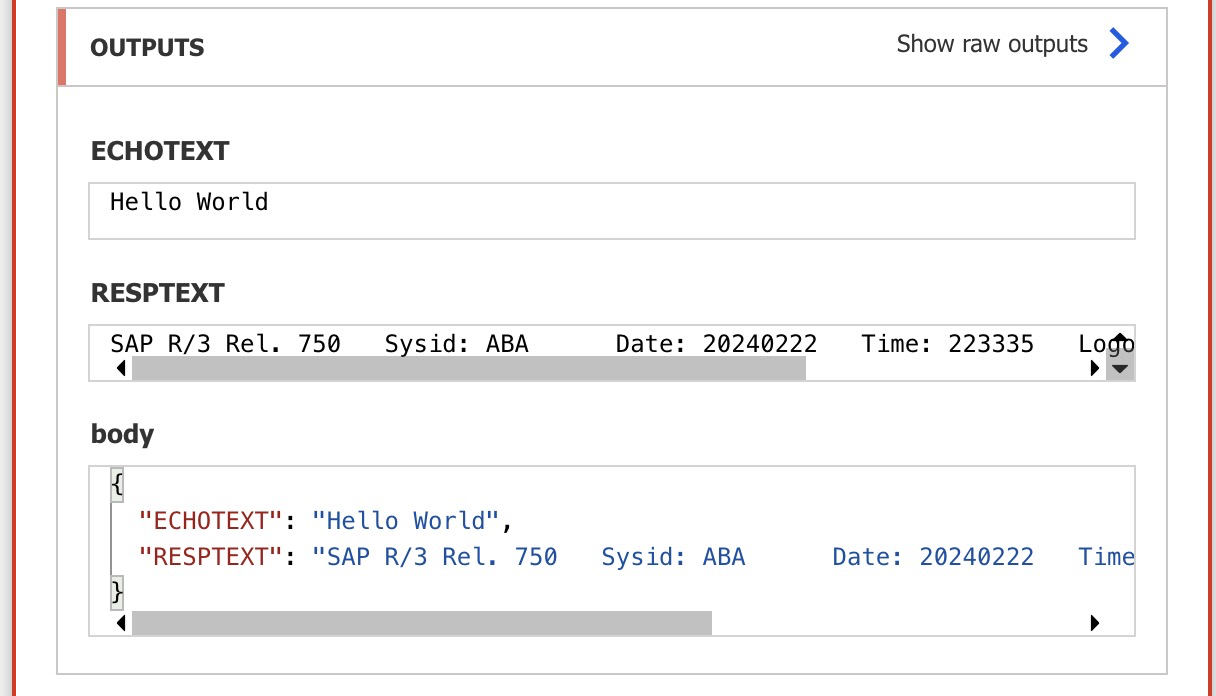 OUTPUTS
Show raw outputs
ECHOTEXT
Hello World
RESPTEXT
SAP R/3 Rel. 750   Sysid: ABA      Date: 20240222   Time: 223335   Logo
body
{
  "ECHOTEXT": "Hello World",
  "RESPTEXT": "SAP R/3 Rel. 750   Sysid: ABA      Date: 20240222   Time
}